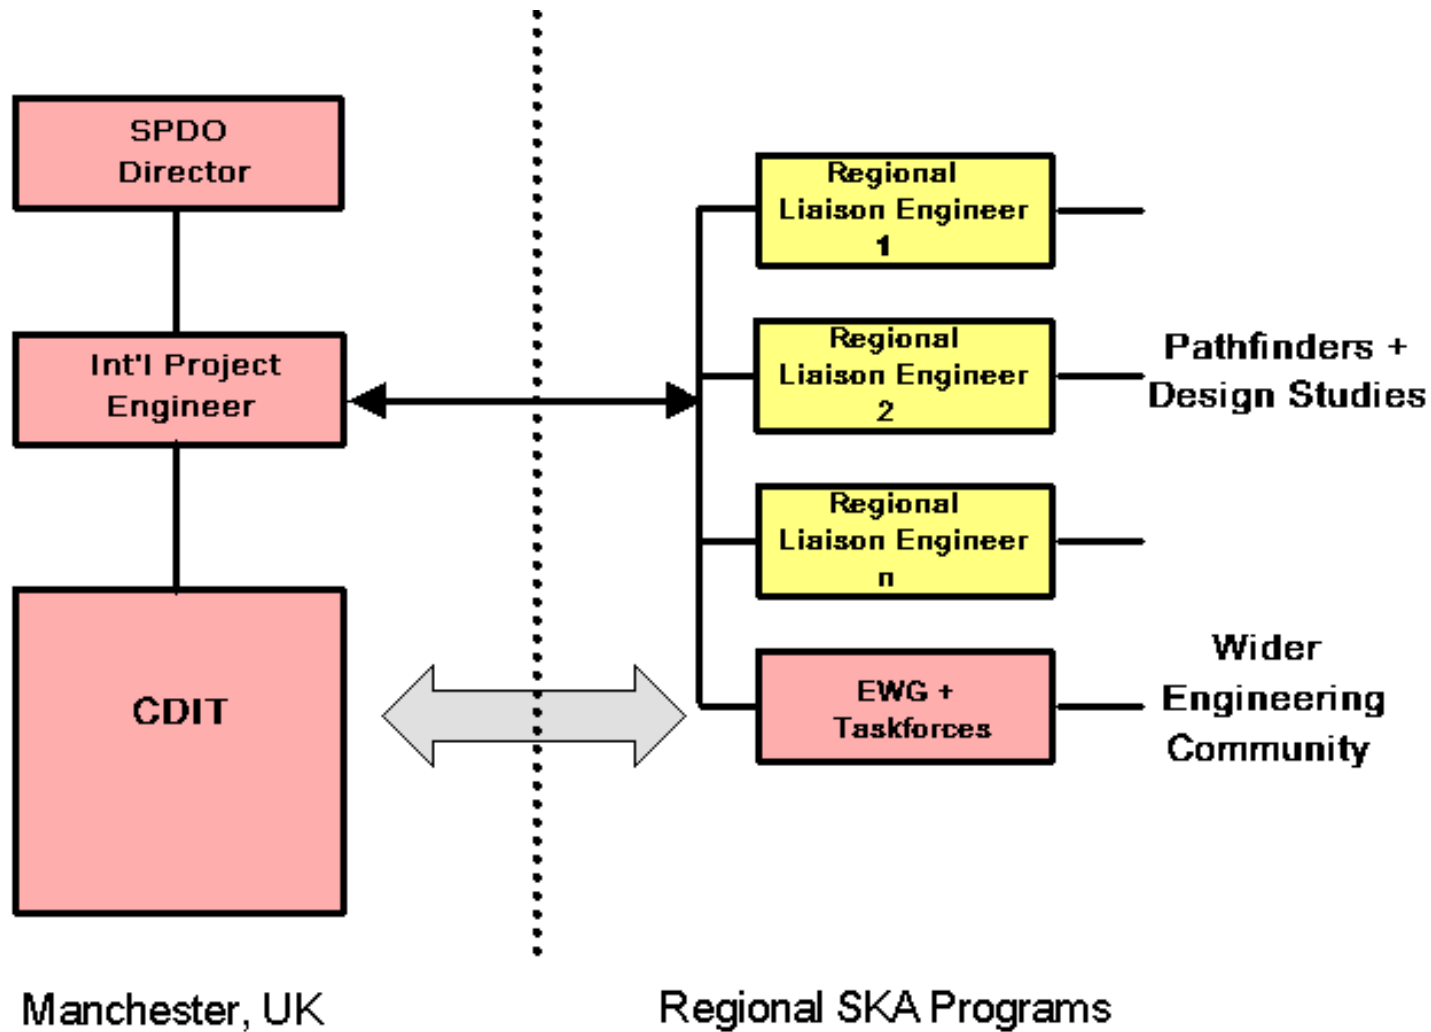 SPDO
Director
Int'l Project
Engineer
CDIT
Manchester, UK
Regional
Liaison Engineer
1
Regional
Liaison Engineer
2
Regional
Liaison Engineer
n
EWG +
Taskforces
Pathfinders +
Design Studies
Wider
Engineering
Community
Regional SKA Programs